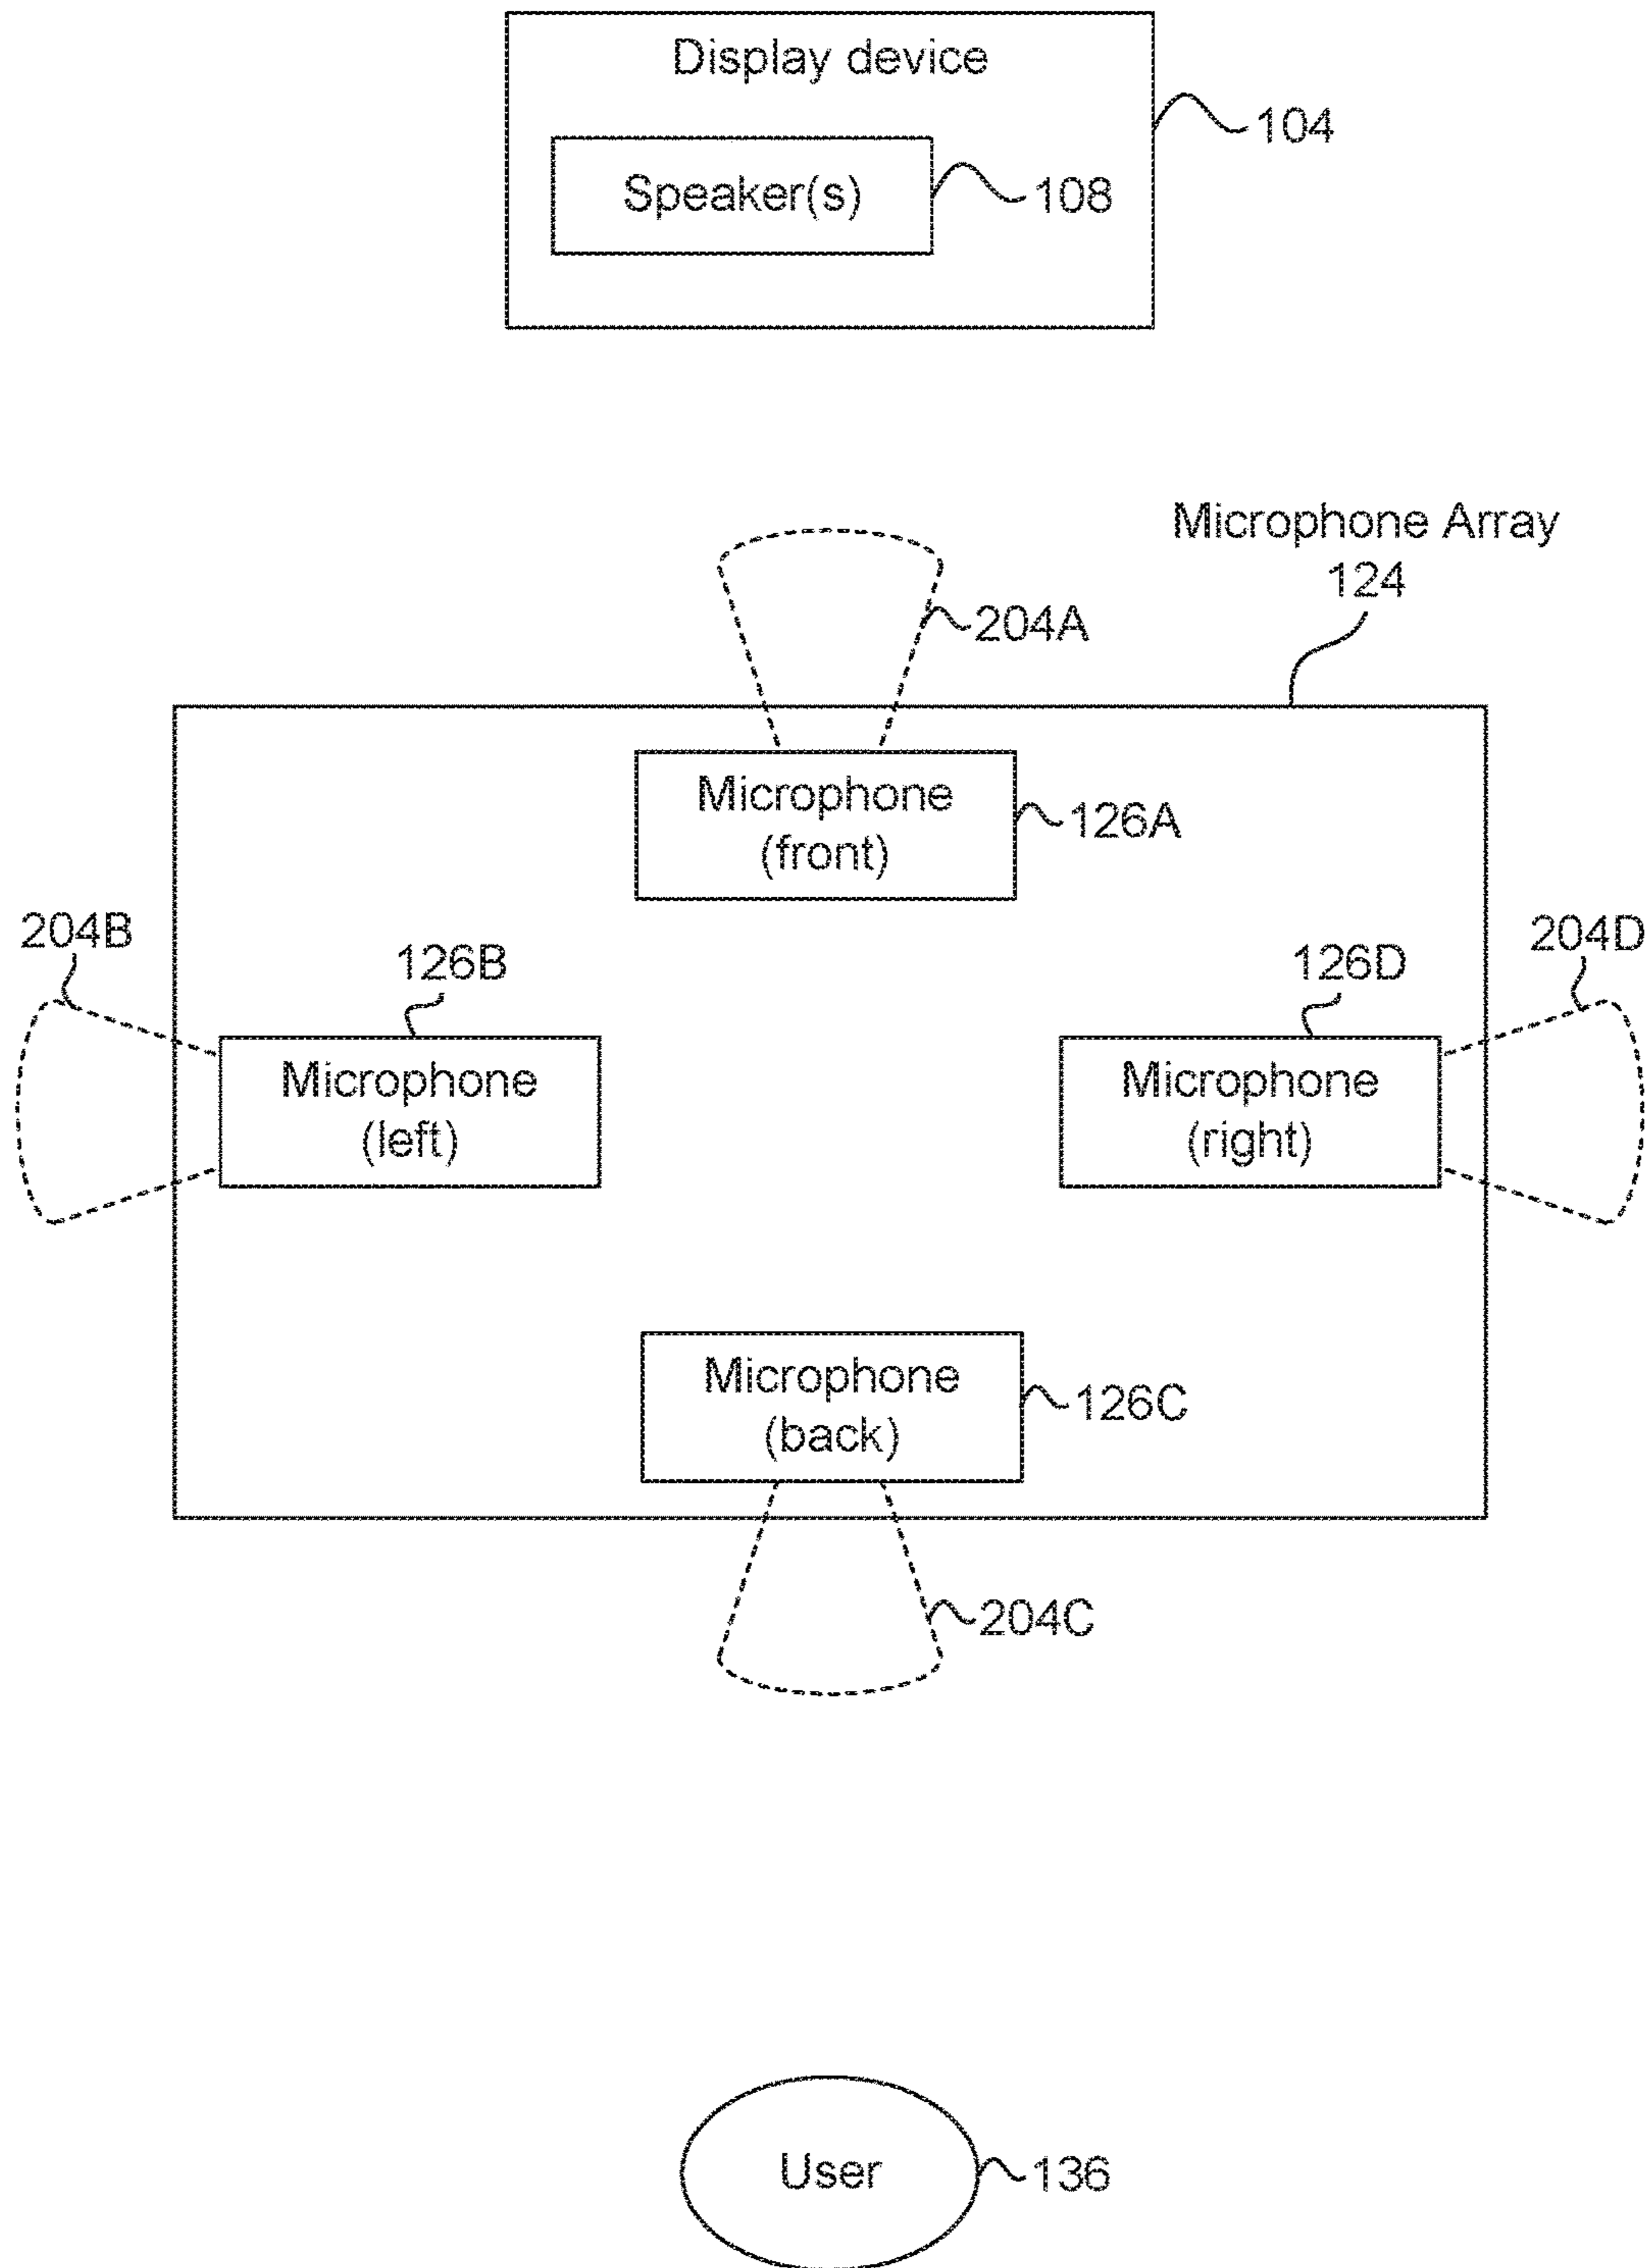 Display device
104
Speaker(s)
108
Microphone Array
124
204A
Microphone
(front)
126A
204B
126B
126D
204D
Microphone
(left)
Microphone
(right)
Microphone
(back)
126C
204C
User
136